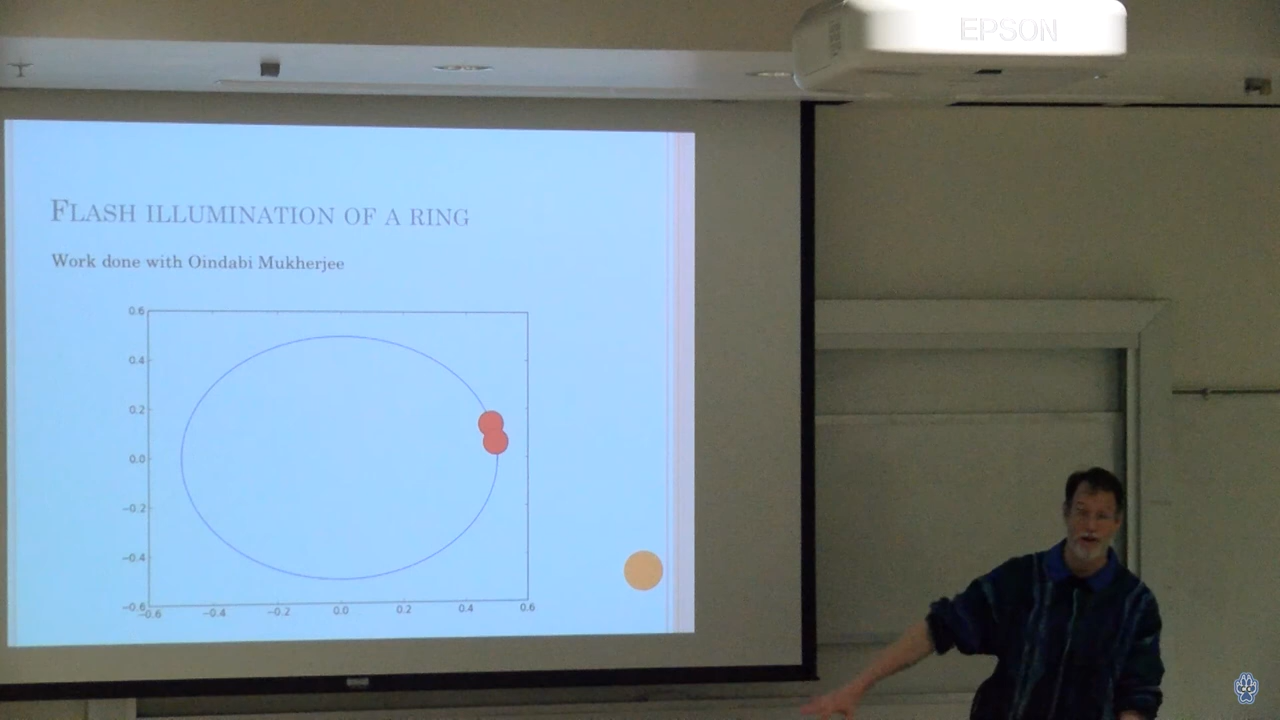 EPSON
FLASH ILLUMINATION OF A RING
Work done with Oindabi Mukherjee
0.6
0.4
0.2
0.0
−0.2
−0.4
−0.6
−0.6 −0.4 −0.2 0.0 0.2 0.4 0.6